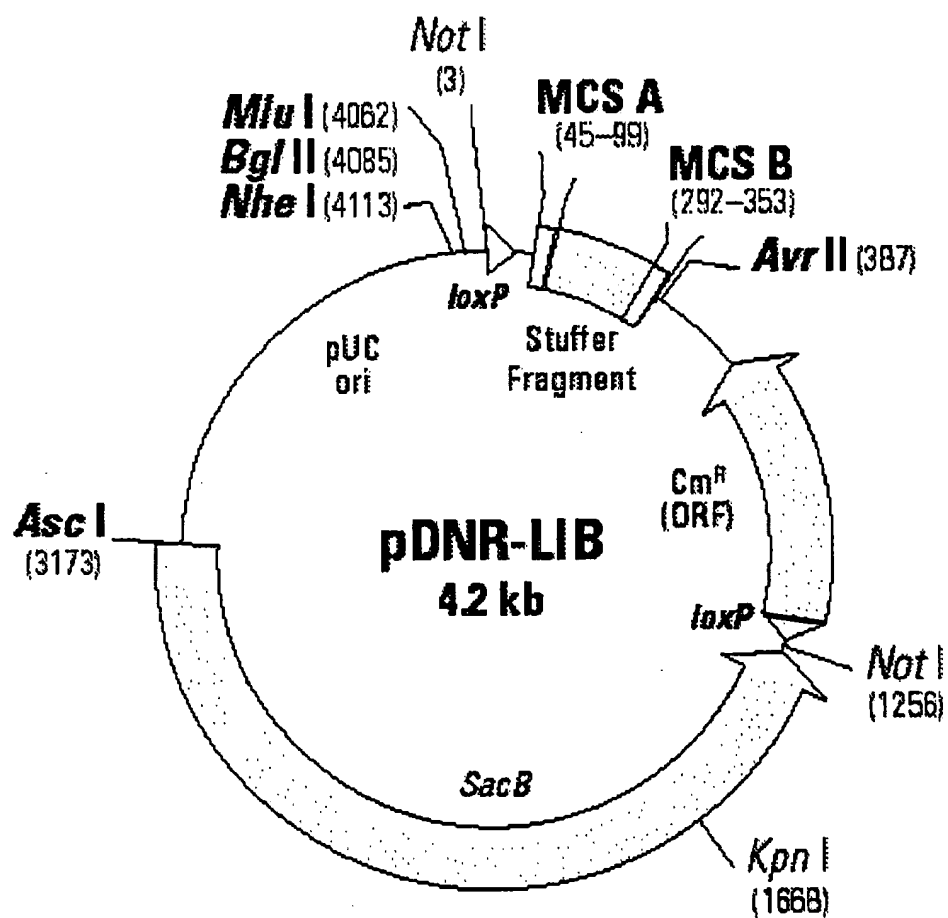 Not I
(3)
Mlu I (4062)
Bgl II (4085)
Nhe I (4113)
MCS A
(45–99)
MCS B
(292–353)
Avr II (387)
loxP
Stuffer
Fragment
pUC
ori
CmR
(ORF)
Asc I
(3173)
pDNR-LIB
4.2 kb
loxP
Not I
(1256)
SacB
Kpn I
(1668)